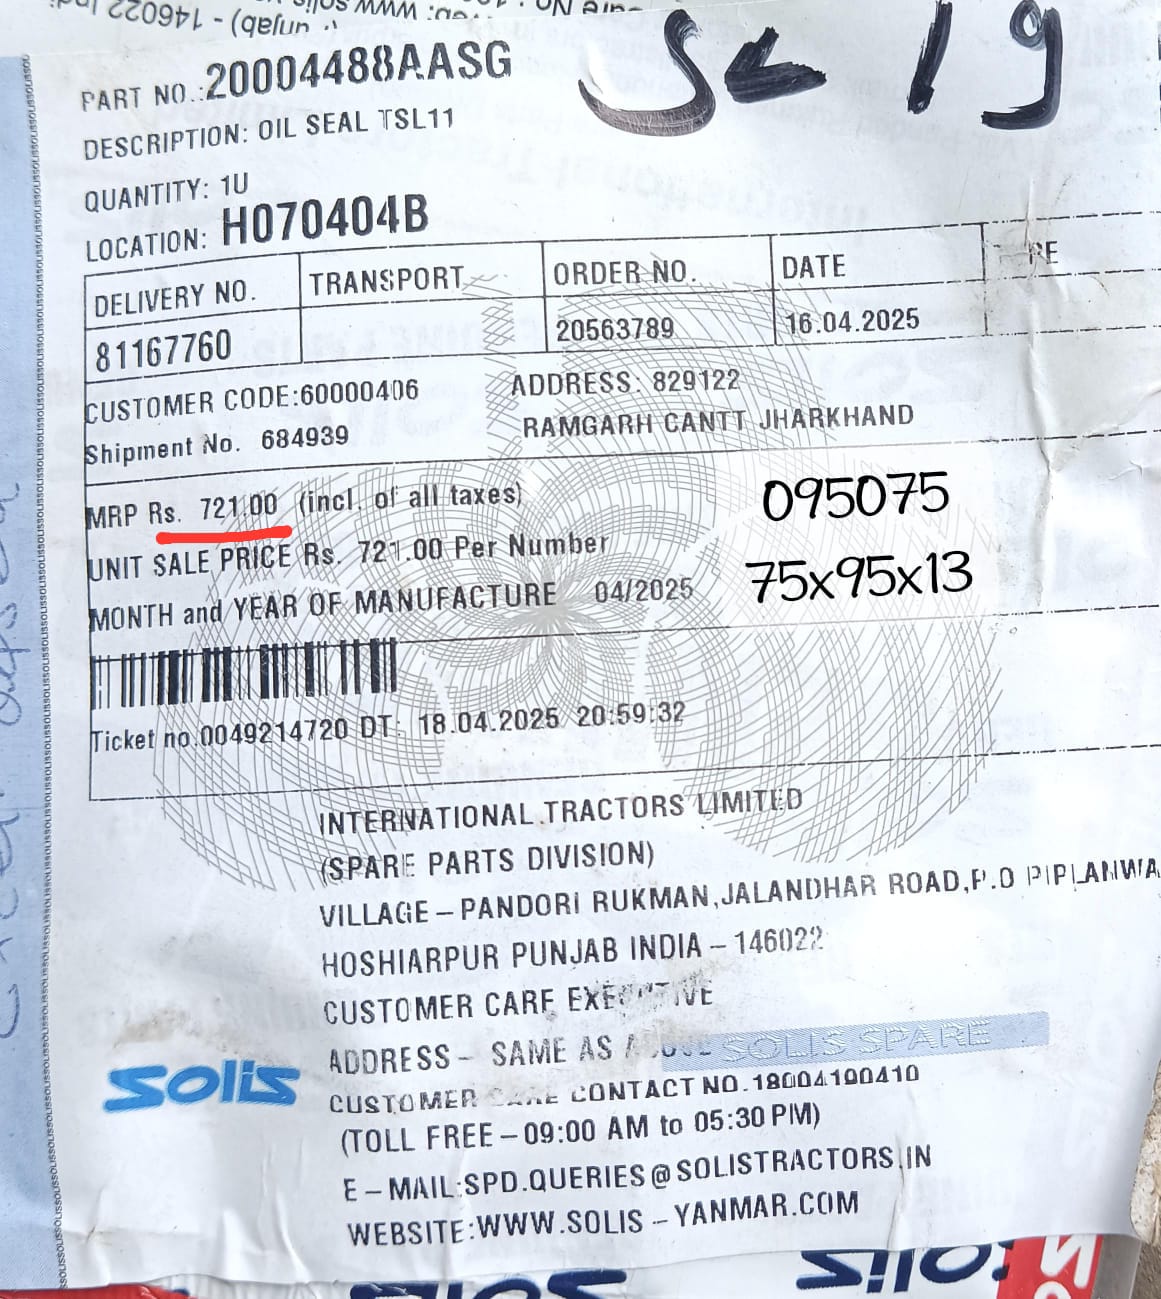 146022
PART NO.:20004488AASG
DESCRIPTION: OIL SEAL TSL11
QUANTITY: 1U
LOCATION: H070404B
DELIVERY NO. TRANSPORT ORDER NO. DATE
81167760 20563789 16.04.2025
CUSTOMER CODE:60000406 ADDRESS: 829122
Shipment No. 684939 RAMGARH CANTT JHARKHAND
MRP Rs. 721.00 (incl. of all taxes)
095075
UNIT SALE PRICE Rs. 721.00 Per Number
75x95x13
MONTH and YEAR OF MANUFACTURE 04/2025
Ticket no.0049214720 DT: 18.04.2025 20:59:32
INTERNATIONAL TRACTORS LIMITED
(SPARE PARTS DIVISION)
VILLAGE – PANDORI RUKMAN,JALANDHAR ROAD,P.O PIPLANWA
HOSHIARPUR PUNJAB INDIA – 146022
CUSTOMER CARE EXECUTIVE
ADDRESS – SAME AS SOLIS SPARE
solis
CUSTOMER CARE CONTACT NO.18004190410
(TOLL FREE – 09:00 AM to 05:30 PM)
E – MAIL:SPD.QUERIES@SOLISTRACTORS.IN
WEBSITE:WWW.SOLIS – YANMAR.COM